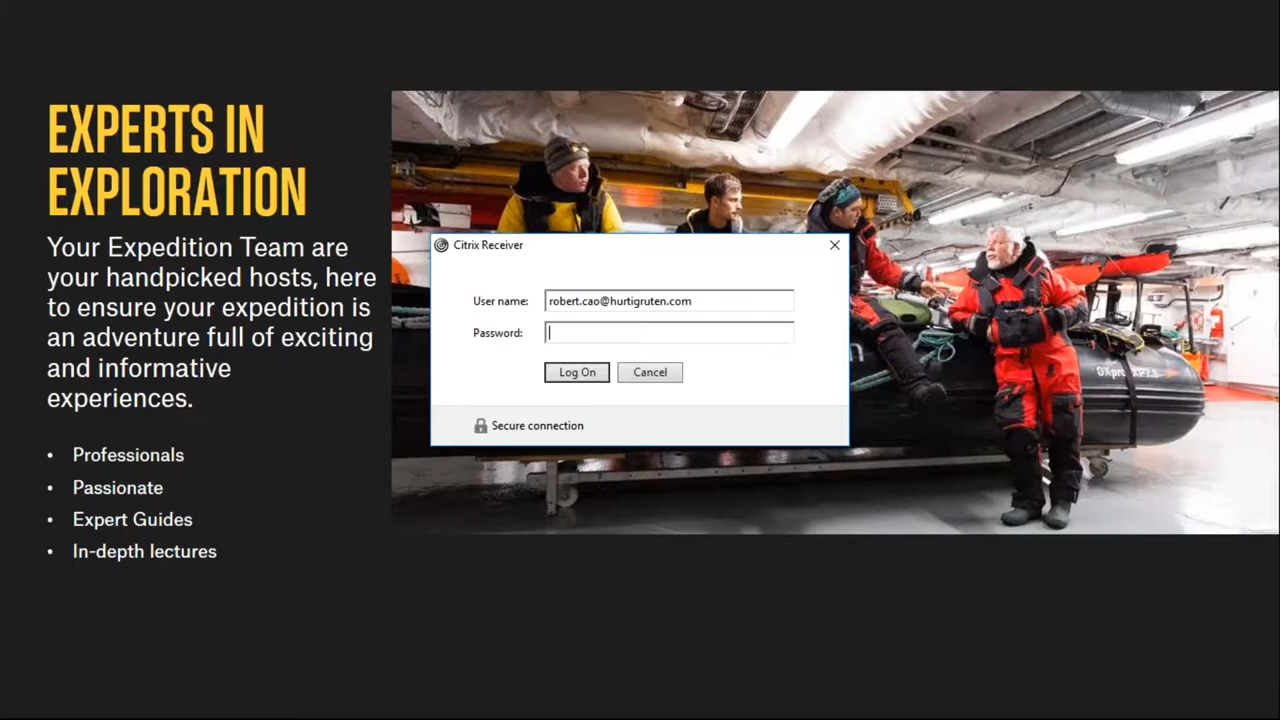 EXPERTS IN
EXPLORATION
Your Expedition Team are
your handpicked hosts, here
to ensure your expedition is
an adventure full of exciting
and informative
experiences.
• Professionals
• Passionate
• Expert Guides
• In-depth lectures
Citrix Receiver
User name: robert.cao@hurtigruten.com
Password:
Log On Cancel
Secure connection